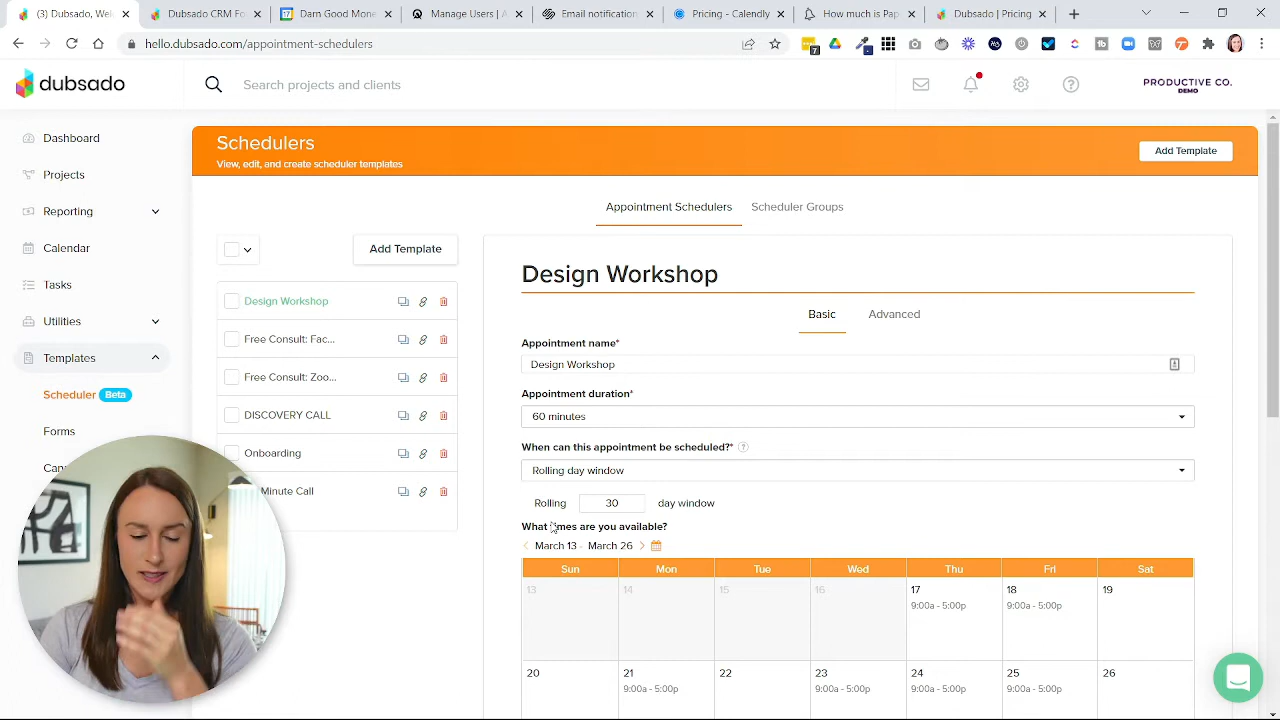 (3) Welcome to
Dubsado CRM
Dan Good Mone
Manage Users | A
Email notification
Pricing - Calendly
How much is Pap
Dubsado | Pricing
hello.dubsado.com/appointment-schedulers
7
dubsado
Search projects and clients
PRODUCTIVE CO.
DEMO
Dashboard
Projects
Reporting
Calendar
Tasks
Utilities
Templates
Scheduler Beta
Forms
Schedulers
View, edit, and create scheduler templates
Add Template
Appointment Schedulers
Scheduler Groups
Add Template
Design Workshop
Free Consult: Fac...
Free Consult: Zoo...
DISCOVERY CALL
Onboarding
Minute Call
Design Workshop
Basic
Advanced
Appointment name*
Design Workshop
Appointment duration*
60 minutes
When can this appointment be scheduled?*
Rolling day window
Rolling 30 day window
What times are you available?
March 13 - March 26
Sun Mon Tue Wed Thu Fri Sat
13 14 15 16 17 18 19
9:00a - 5:00p 9:00a - 5:00p
20 21 22 23 24 25 26
9:00a - 5:00p 9:00a - 5:00p 9:00a - 5:00p 9:00a - 5:00p